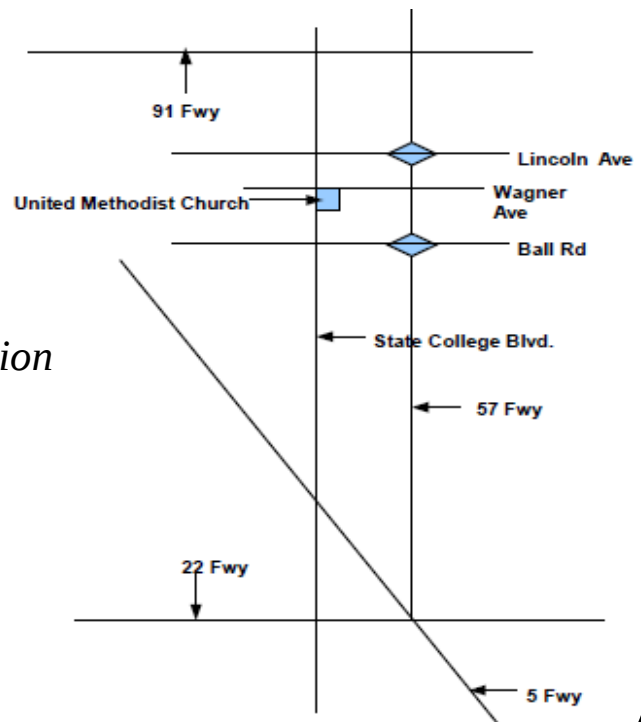 91 Fwy
Lincoln Ave
United Methodist Church
Wagner
Ave
Ball Rd
State College Blvd.
57 Fwy
22 Fwy
5 Fwy